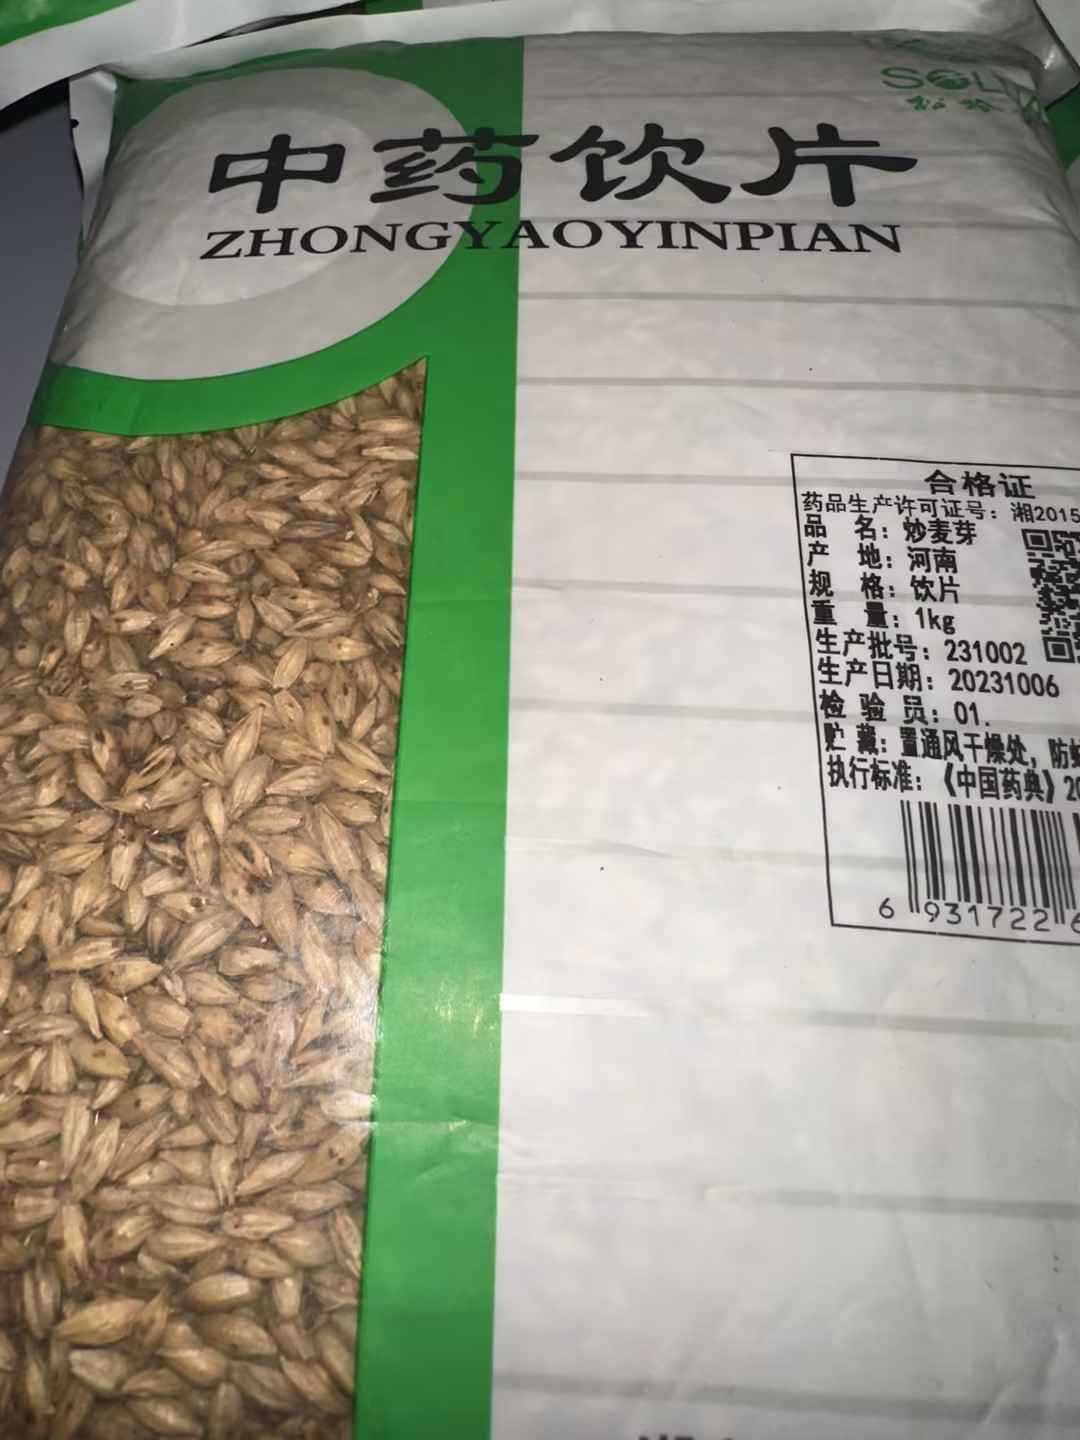 中药饮片
ZHONGYAOYINPIAN
合格证
药品生产许可证号：湘2015
品 名：炒麦芽
产 地：河南
规 格：饮片
重 量：1kg
生产批号：231002
生产日期：20231006
检 验 员：01.
贮 藏：置通风干燥处，防
执行标准：《中国药典》20
6 931722 6